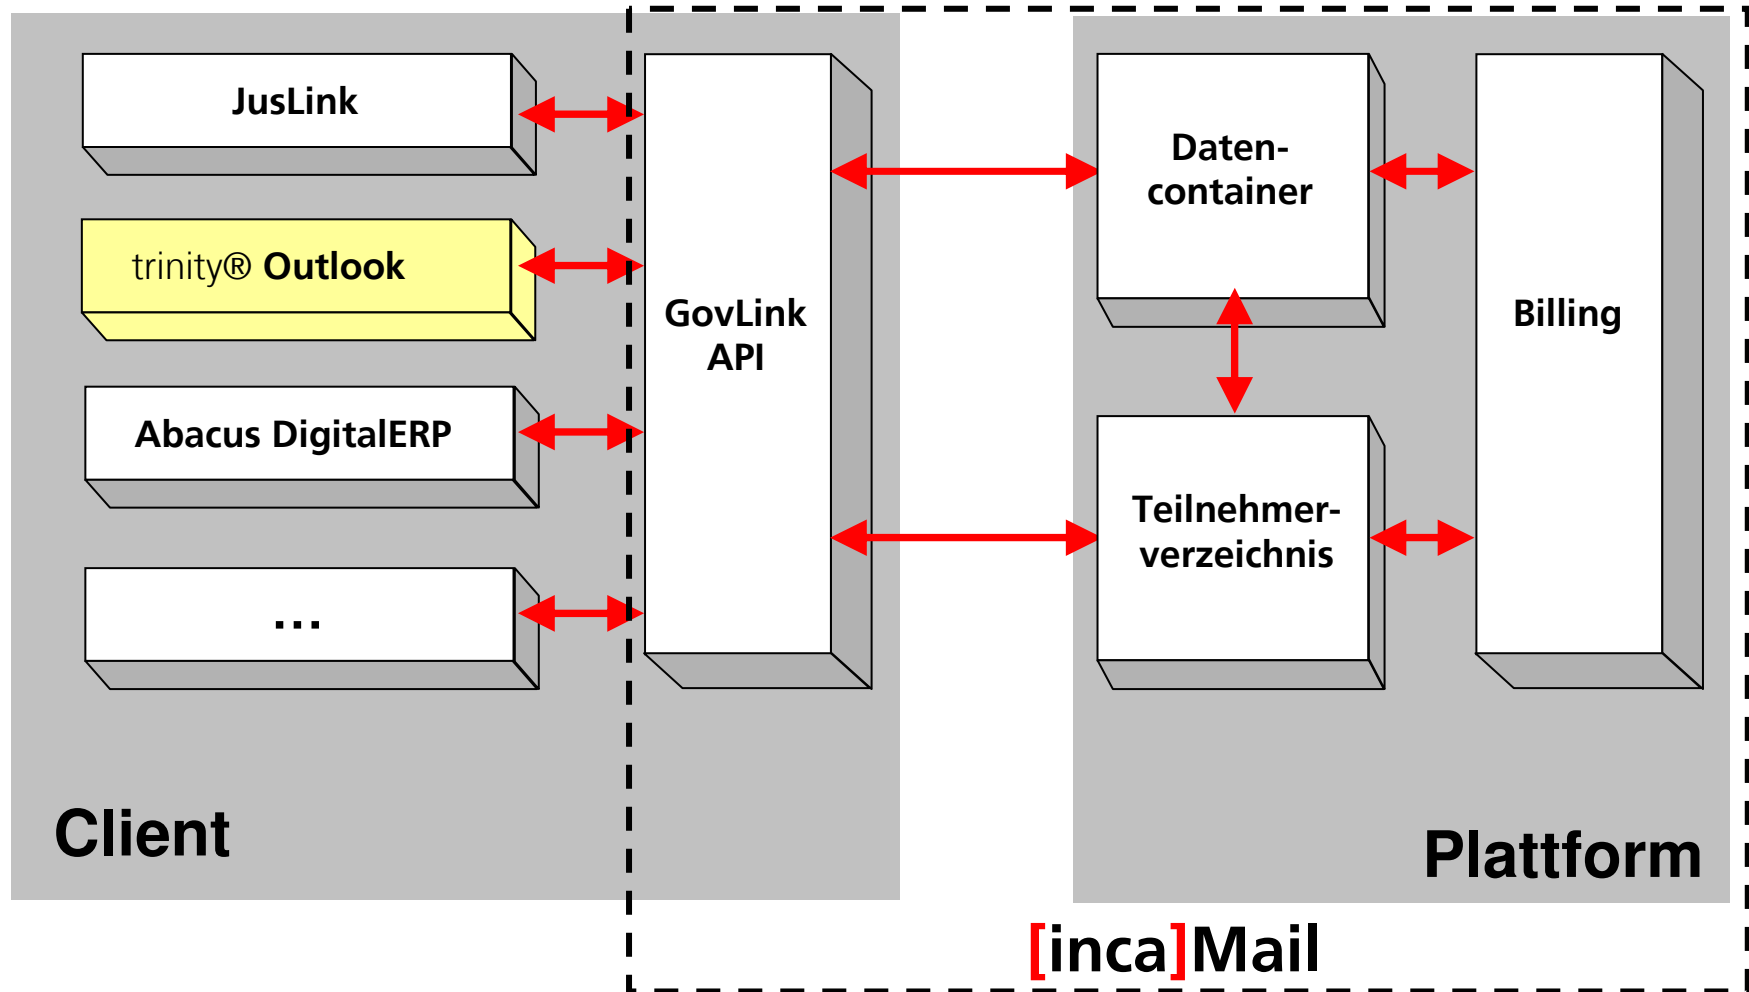 JusLink
trinity® Outlook
Abacus DigitalERP
...
GovLink
API
Daten-
container
Teilnehmer-
verzeichnis
Billing
Client
Plattform
[inca]Mail